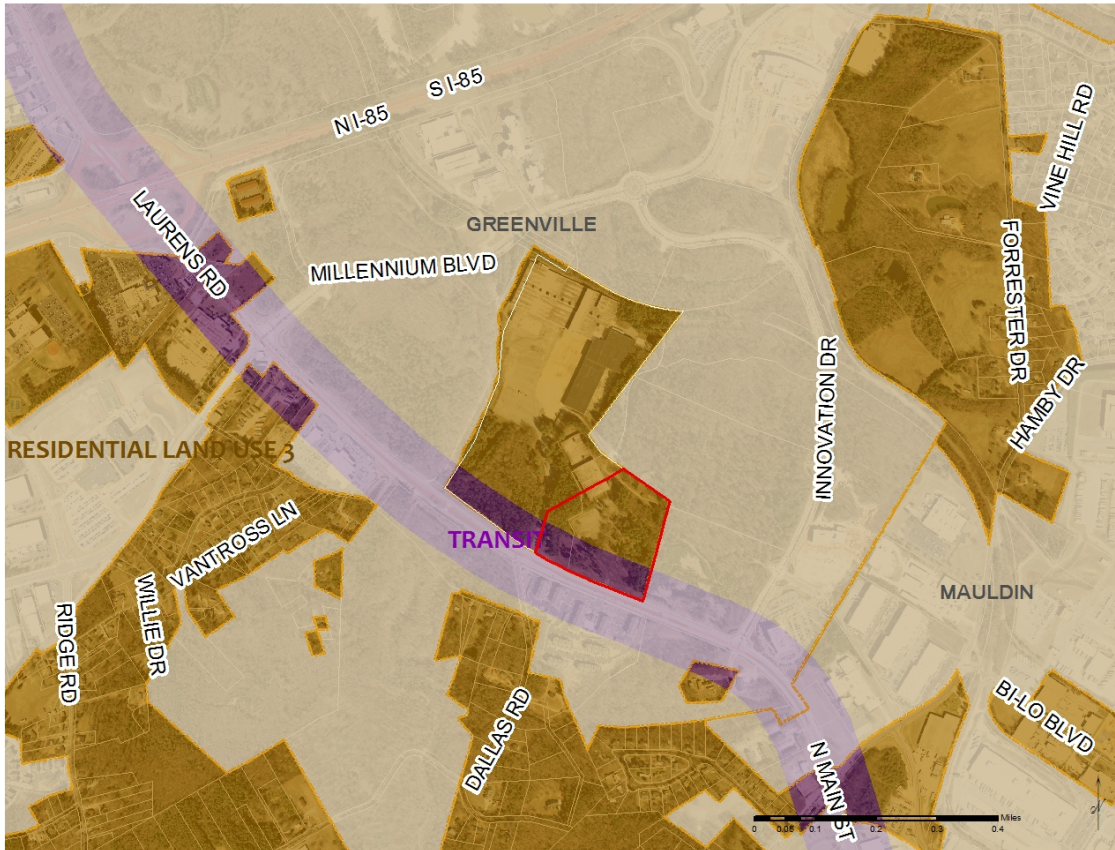 S I-85
N I-85
VINE HILL RD
LAURENS RD
GREENVILLE
MILLENNIUM BLVD
FORRESTER DR
INNOVATION DR
HAMBY DR
RESIDENTIAL LAND USE 3
VANTROSS LN
TRANSIT
WILLIE DR
RIDGE RD
MAULDIN
DALLAS RD
BI-LO BLVD
N MAIN ST
N
Miles
0 0.05 0.1 0.2 0.3 0.4